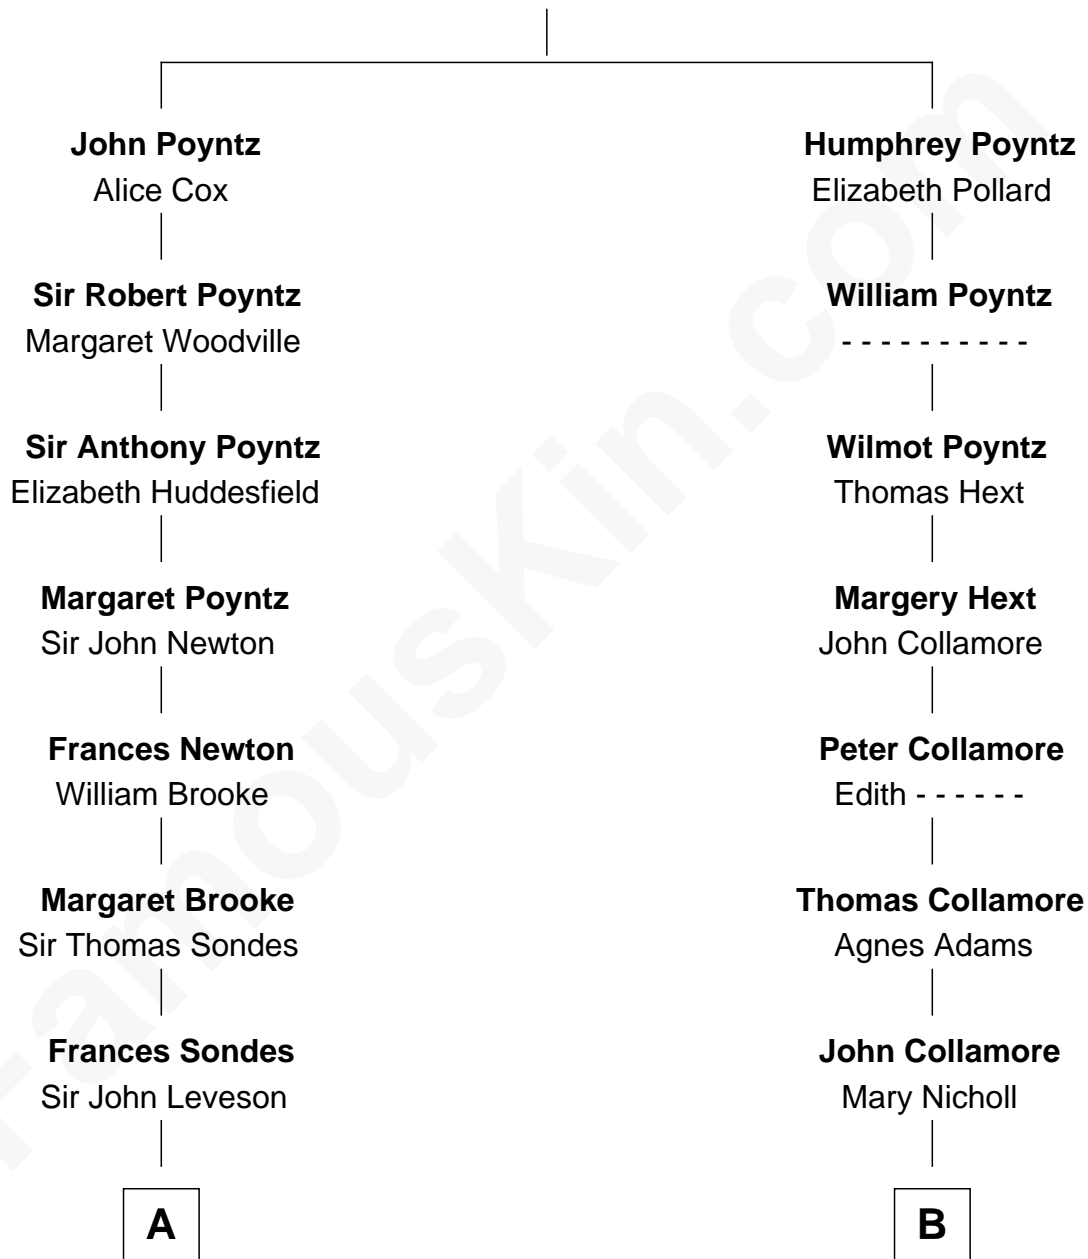 John Poyntz
Alice Cox
Sir Robert Poyntz
Margaret Woodville
Sir Anthony Poyntz
Elizabeth Huddesfield
Margaret Poyntz
Sir John Newton
Frances Newton
William Brooke
Margaret Brooke
Sir Thomas Sondes
Frances Sondes
Sir John Leveson
A
Humphrey Poyntz
Elizabeth Pollard
William Poyntz
- - - - - - - - - -
Wilmot Poyntz
Thomas Hext
Margery Hext
John Collamore
Peter Collamore
Edith - - - - - -
Thomas Collamore
Agnes Adams
John Collamore
Mary Nicholl
B
FamousKin.com